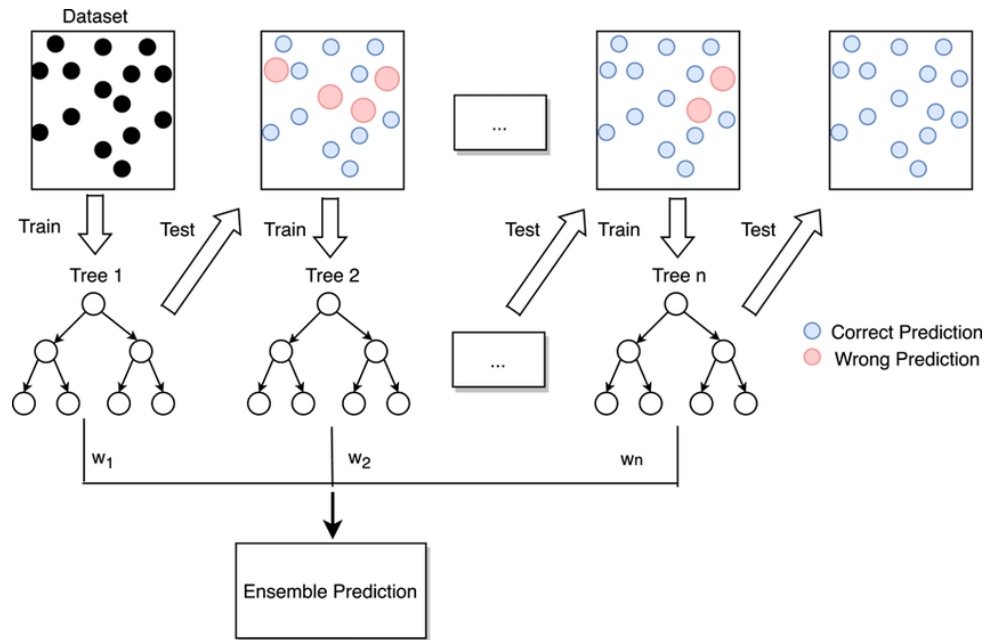 Dataset
...
Train
Test
Train
Test
Train
Test
Tree 1
Tree 2
Tree n
Correct Prediction
Wrong Prediction
...
w1
w2
wn
Ensemble Prediction